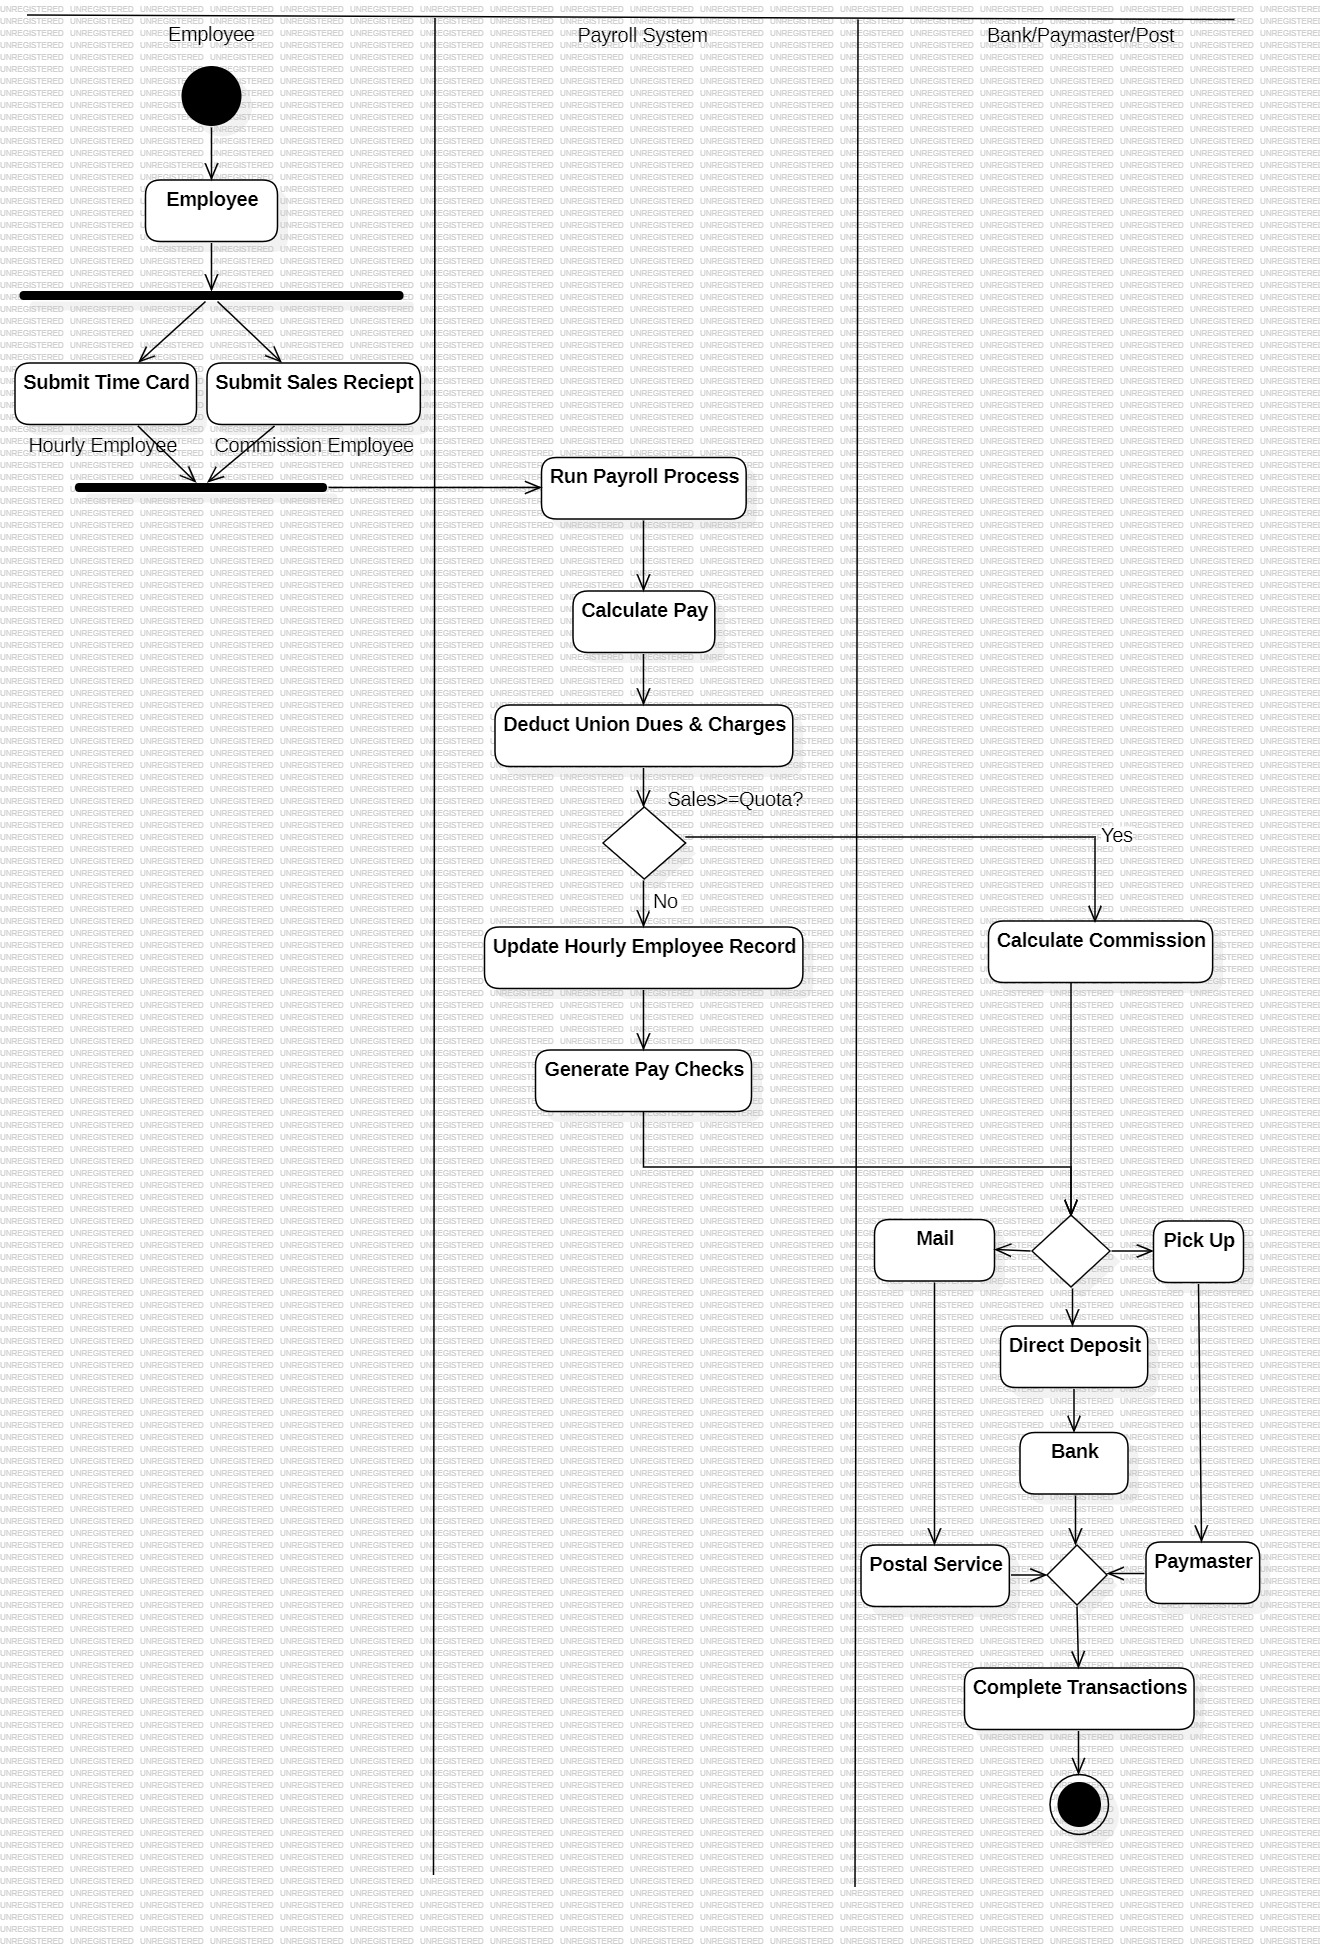 Employee
Payroll System
Bank/Paymaster/Post
Employee
Submit Time Card
Submit Sales Reciept
Hourly Employee
Commission Employee
Run Payroll Process
Calculate Pay
Deduct Union Dues & Charges
Sales>=Quota?
Yes
No
Update Hourly Employee Record
Calculate Commission
Generate Pay Checks
Mail
Pick Up
Direct Deposit
Bank
Postal Service
Paymaster
Complete Transactions
UNREGISTERED